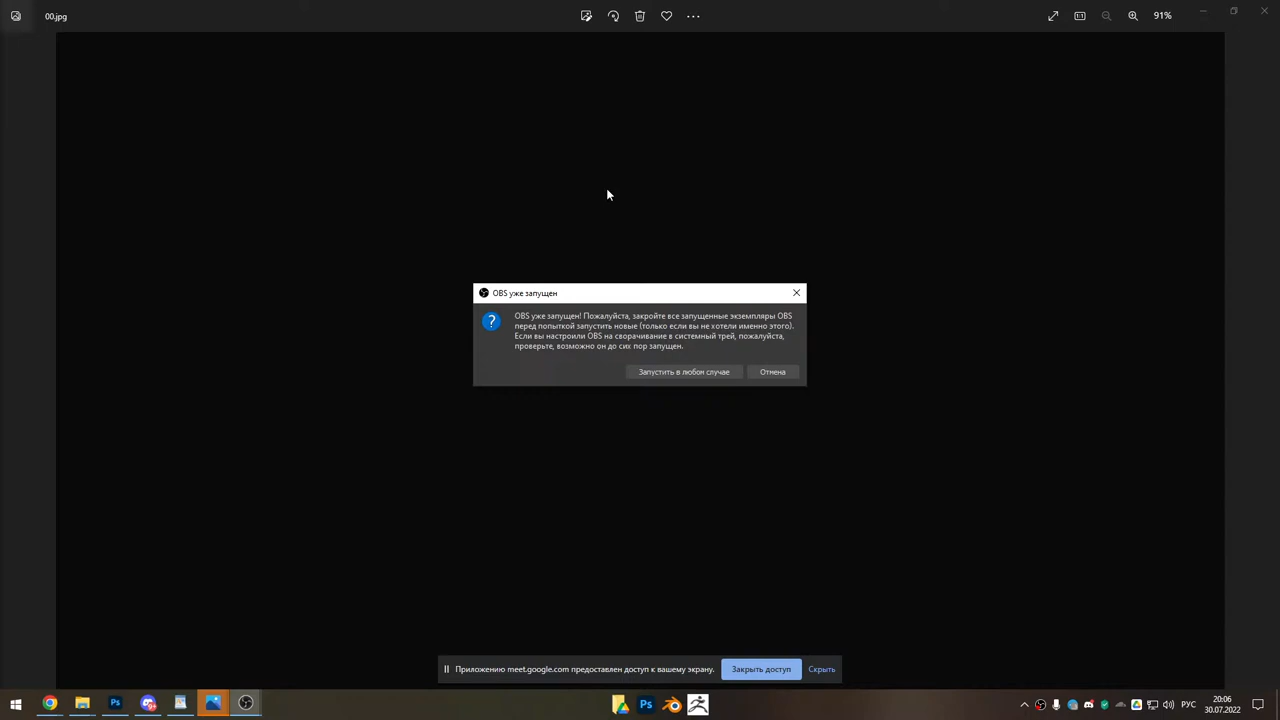 00.jpg
91%
OBS уже запущен
OBS уже запущен! Пожалуйста, закройте все запущенные экземпляры OBS
перед попыткой запустить новые (только если вы не хотели именно этого).
Если вы настроили OBS на сворачивание в системный трей, пожалуйста,
проверьте, возможно он до сих пор запущен.
Запустить в любом случае
Отмена
Приложению meet.google.com предоставлен доступ к вашему экрану.
Закрыть доступ
Скрыть
Ps
Ps
РУС
20:06
30.07.2022